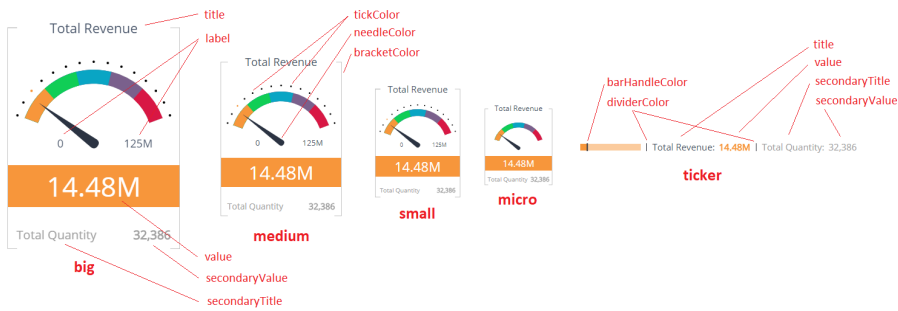 Total Revenue
0
125M
14.48M
Total Quantity
32,386
big
title
label
value
secondaryValue
secondaryTitle
Total Revenue
14.48M
Total Quantity
32,386
medium
tickColor
needleColor
bracketColor
Total Revenue
0
125M
14.48M
Total Quantity
32,386
small
Total Revenue
14.48M
Total Quantity
32,386
micro
title
value
secondaryTitle
secondaryValue
barHandleColor
dividerColor
| Total Revenue: 14.48M | Total Quantity: 32,386
ticker